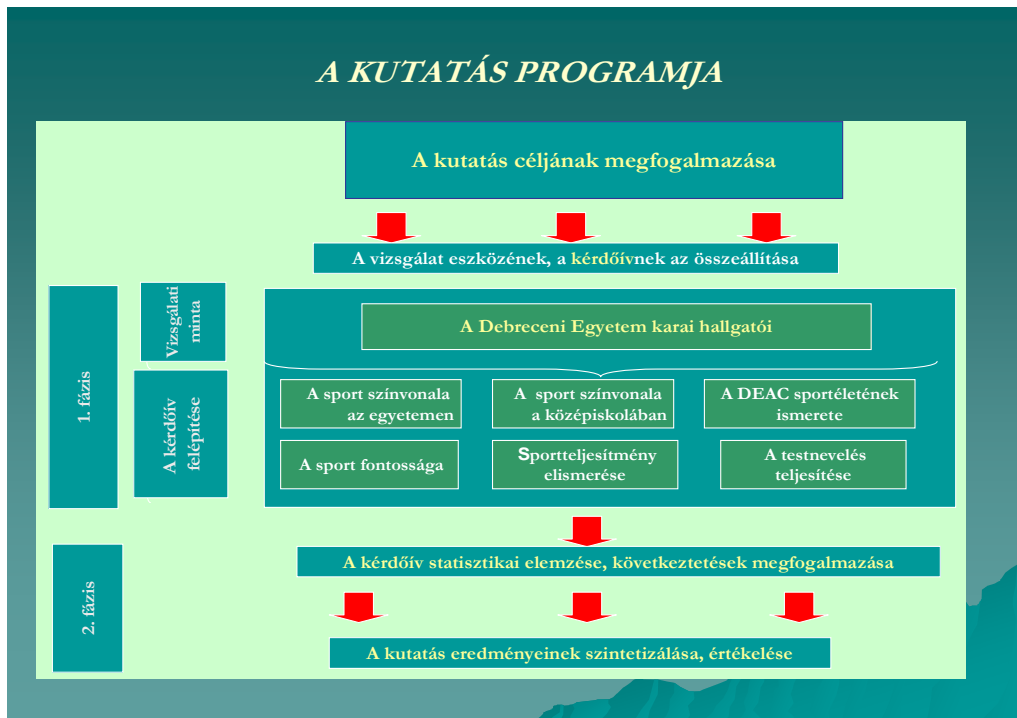 A KUTATÁS PROGRAMJA
A kutatás céljának megfogalmazása
A vizsgálat eszközének, a kérdőívnek az összeállítása
1. fázis
Vizsgálati
minta
A Debreceni Egyetem karai hallgatói
A kérdőív
felépítése
A sport színvonala
az egyetemen
A sport színvonala
a középiskolában
A DEAC sportéletének
ismerete
A sport fontossága
Sportteljesítmény
elismerése
A testnevelés
teljesítése
2. fázis
A kérdőív statisztikai elemzése, következtetések megfogalmazása
A kutatás eredményeinek szintetizálása, értékelése